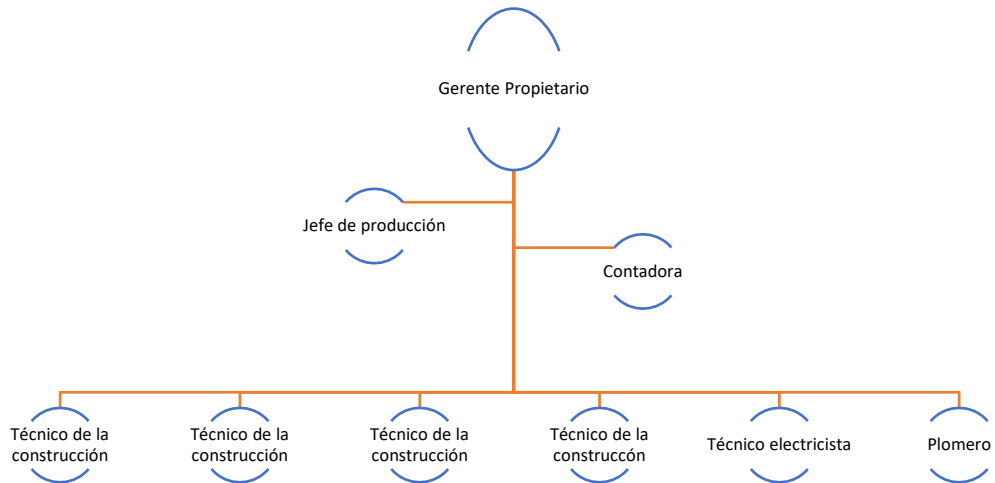 Gerente Propietario
Jefe de producción
Contadora
Técnico de la
construcción
Técnico de la
construcción
Técnico de la
construcción
Técnico de la
construccón
Técnico electricista
Plomero